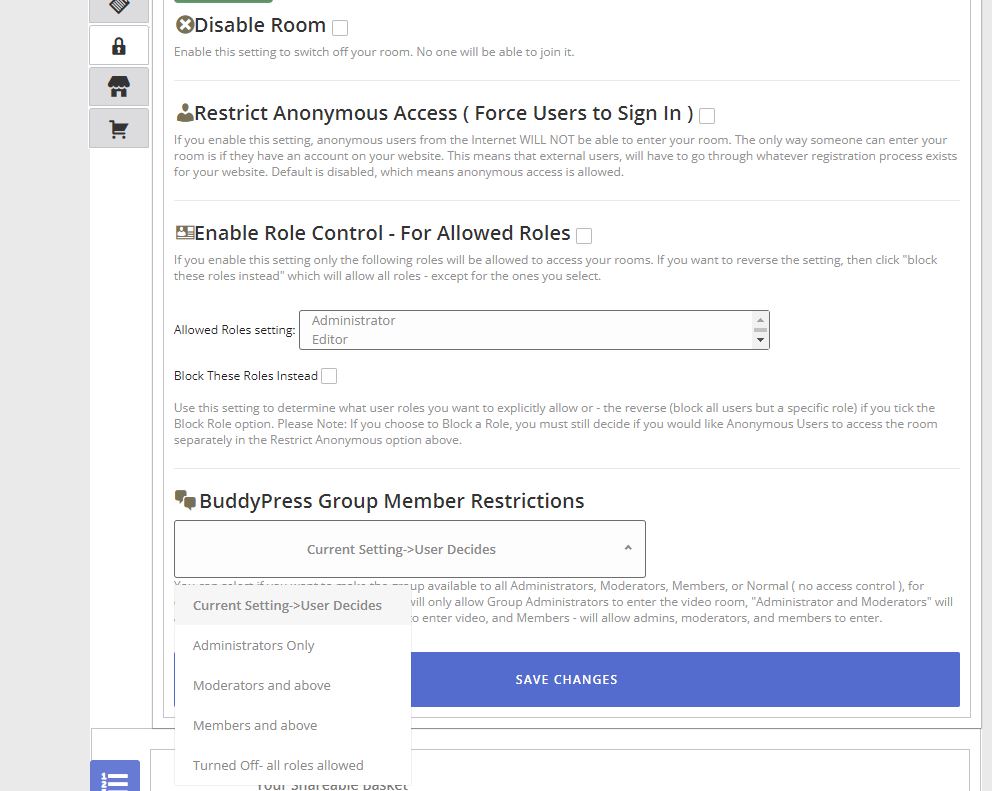 Disable Room
Enable this setting to switch off your room. No one will be able to join it.
Restrict Anonymous Access ( Force Users to Sign In )
If you enable this setting, anonymous users from the Internet WILL NOT be able to enter your room. The only way someone can enter your
room is if they have an account on your website. This means that external users, will have to go through whatever registration process exists
for your website. Default is disabled, which means anonymous access is allowed.
Enable Role Control - For Allowed Roles
If you enable this setting only the following roles will be allowed to access your rooms. If you want to reverse the setting, then click "block
these roles instead" which will allow all roles - except for the ones you select.
Allowed Roles setting:
Administrator
Editor
Block These Roles Instead
Use this setting to determine what user roles you want to explicitly allow or - the reverse (block all users but a specific role) if you tick the
Block Role option. Please Note: If you choose to Block a Role, you must still decide if you would like Anonymous Users to access the room
separately in the Restrict Anonymous option above.
BuddyPress Group Member Restrictions
Current Setting->User Decides
You can select if you want to make the group available to all Administrators, Moderators, Members, or Normal ( no access control ), for
will only allow Group Administrators to enter the video room, "Administrator and Moderators" will
to enter video, and Members - will allow admins, moderators, and members to enter.
Current Setting->User Decides
Administrators Only
Moderators and above
Members and above
Turned Off- all roles allowed
SAVE CHANGES
Your Shareable Basket